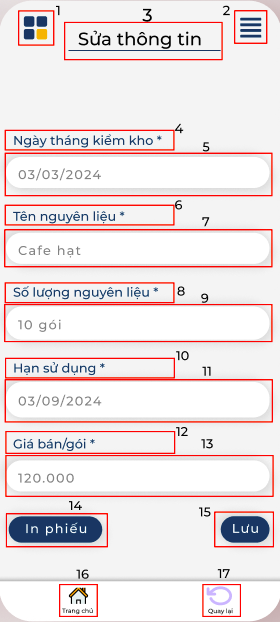 1
2
3
Sửa thông tin
4
Ngày tháng kiểm kho *
5
03/03/2024
6
Tên nguyên liệu *
7
Cafe hạt
8
Số lượng nguyên liệu *
9
10 gói
10
Hạn sử dụng *
11
03/09/2024
12
Giá bán/gói *
13
120.000
14
In phiếu
15
Lưu
16
Trang chủ
17
Quay lại